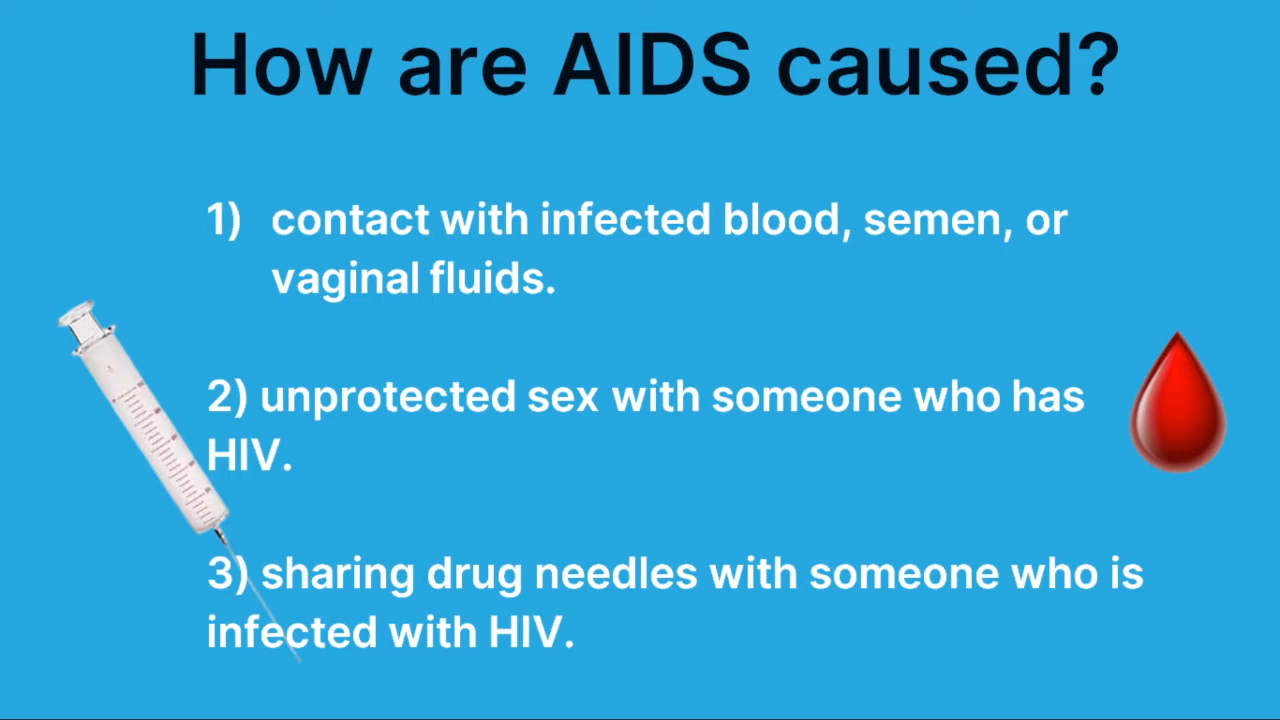 How are AIDS caused?
1) contact with infected blood, semen, or
vaginal fluids.
2) unprotected sex with someone who has
HIV.
3) sharing drug needles with someone who is
infected with HIV.